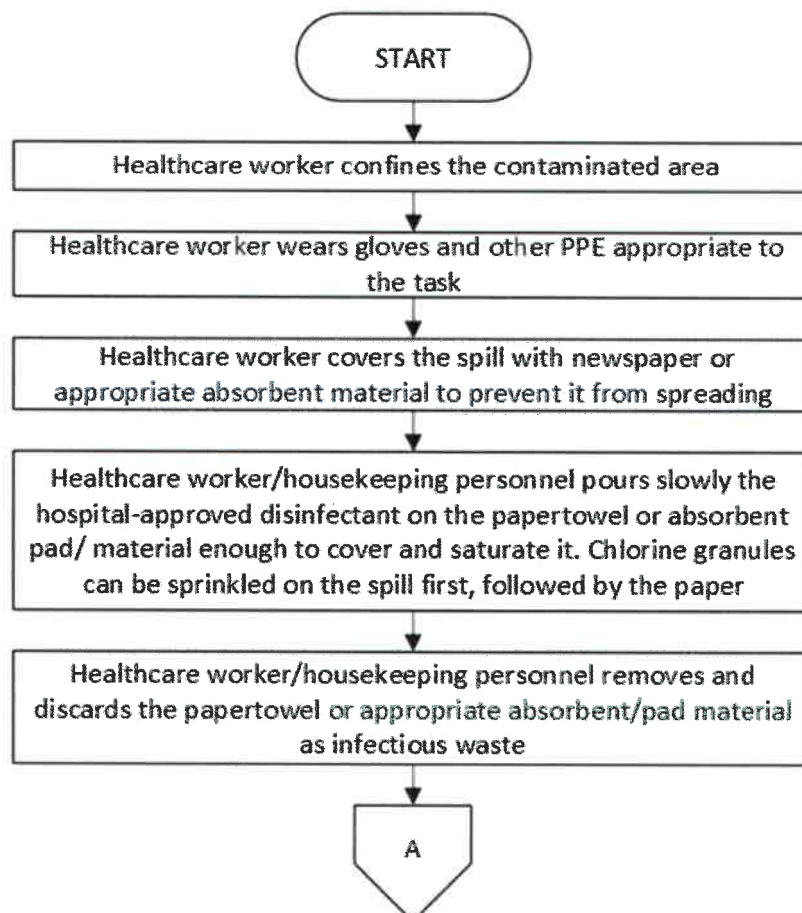 START
Healthcare worker confines the contaminated area
Healthcare worker wears gloves and other PPE appropriate to
the task
Healthcare worker covers the spill with newspaper or
appropriate absorbent material to prevent it from spreading
Healthcare worker/housekeeping personnel pours slowly the
hospital-approved disinfectant on the papertowel or absorbent
pad/ material enough to cover and saturate it. Chlorine granules
can be sprinkled on the spill first, followed by the paper
Healthcare worker/housekeeping personnel removes and
discards the papertowel or appropriate absorbent/pad material
as infectious waste
A